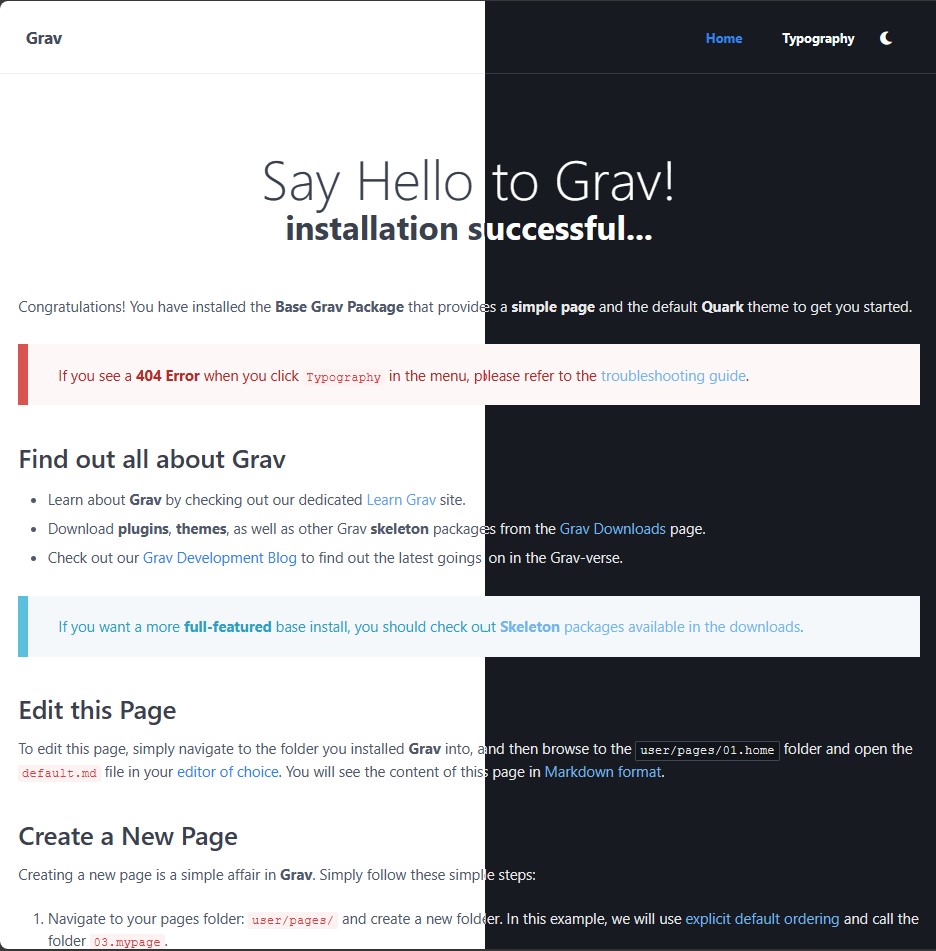 Grav
Home Typography
Say Hello to Grav!
installation successful...
Congratulations! You have installed the Base Grav Package that provides a simple page and the default Quark theme to get you started.
If you see a 404 Error when you click Typography in the menu, please refer to the troubleshooting guide.
Find out all about Grav
• Learn about Grav by checking out our dedicated Learn Grav site.
• Download plugins, themes, as well as other Grav skeleton packages from the Grav Downloads page.
• Check out our Grav Development Blog to find out the latest goings on in the Grav-verse.
If you want a more full-featured base install, you should check out Skeleton packages available in the downloads.
Edit this Page
To edit this page, simply navigate to the folder you installed Grav into, and then browse to the user/pages/01.home folder and open the
default.md file in your editor of choice. You will see the content of this page in Markdown format.
Create a New Page
Creating a new page is a simple affair in Grav. Simply follow these simple steps:
1. Navigate to your pages folder: user/pages/ and create a new folder. In this example, we will use explicit default ordering and call the
folder 03.mypage.